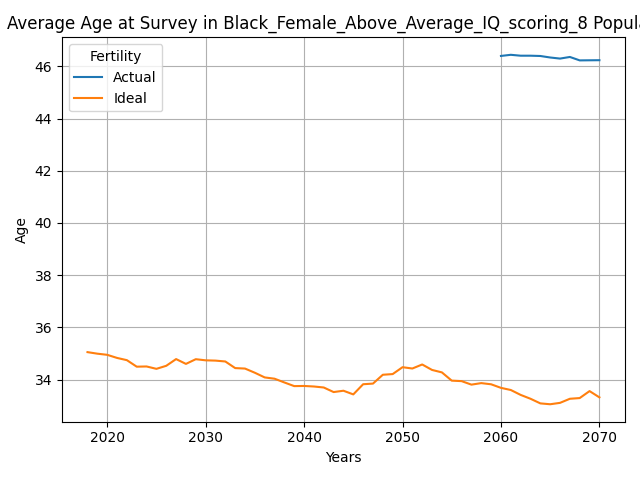 Average Age at Survey in Black_Female_Above_Average_IQ_scoring_8
Fertility
Actual
Ideal
46
44
42
40
38
36
34
Age
2020 2030 2040 2050 2060 2070
Years